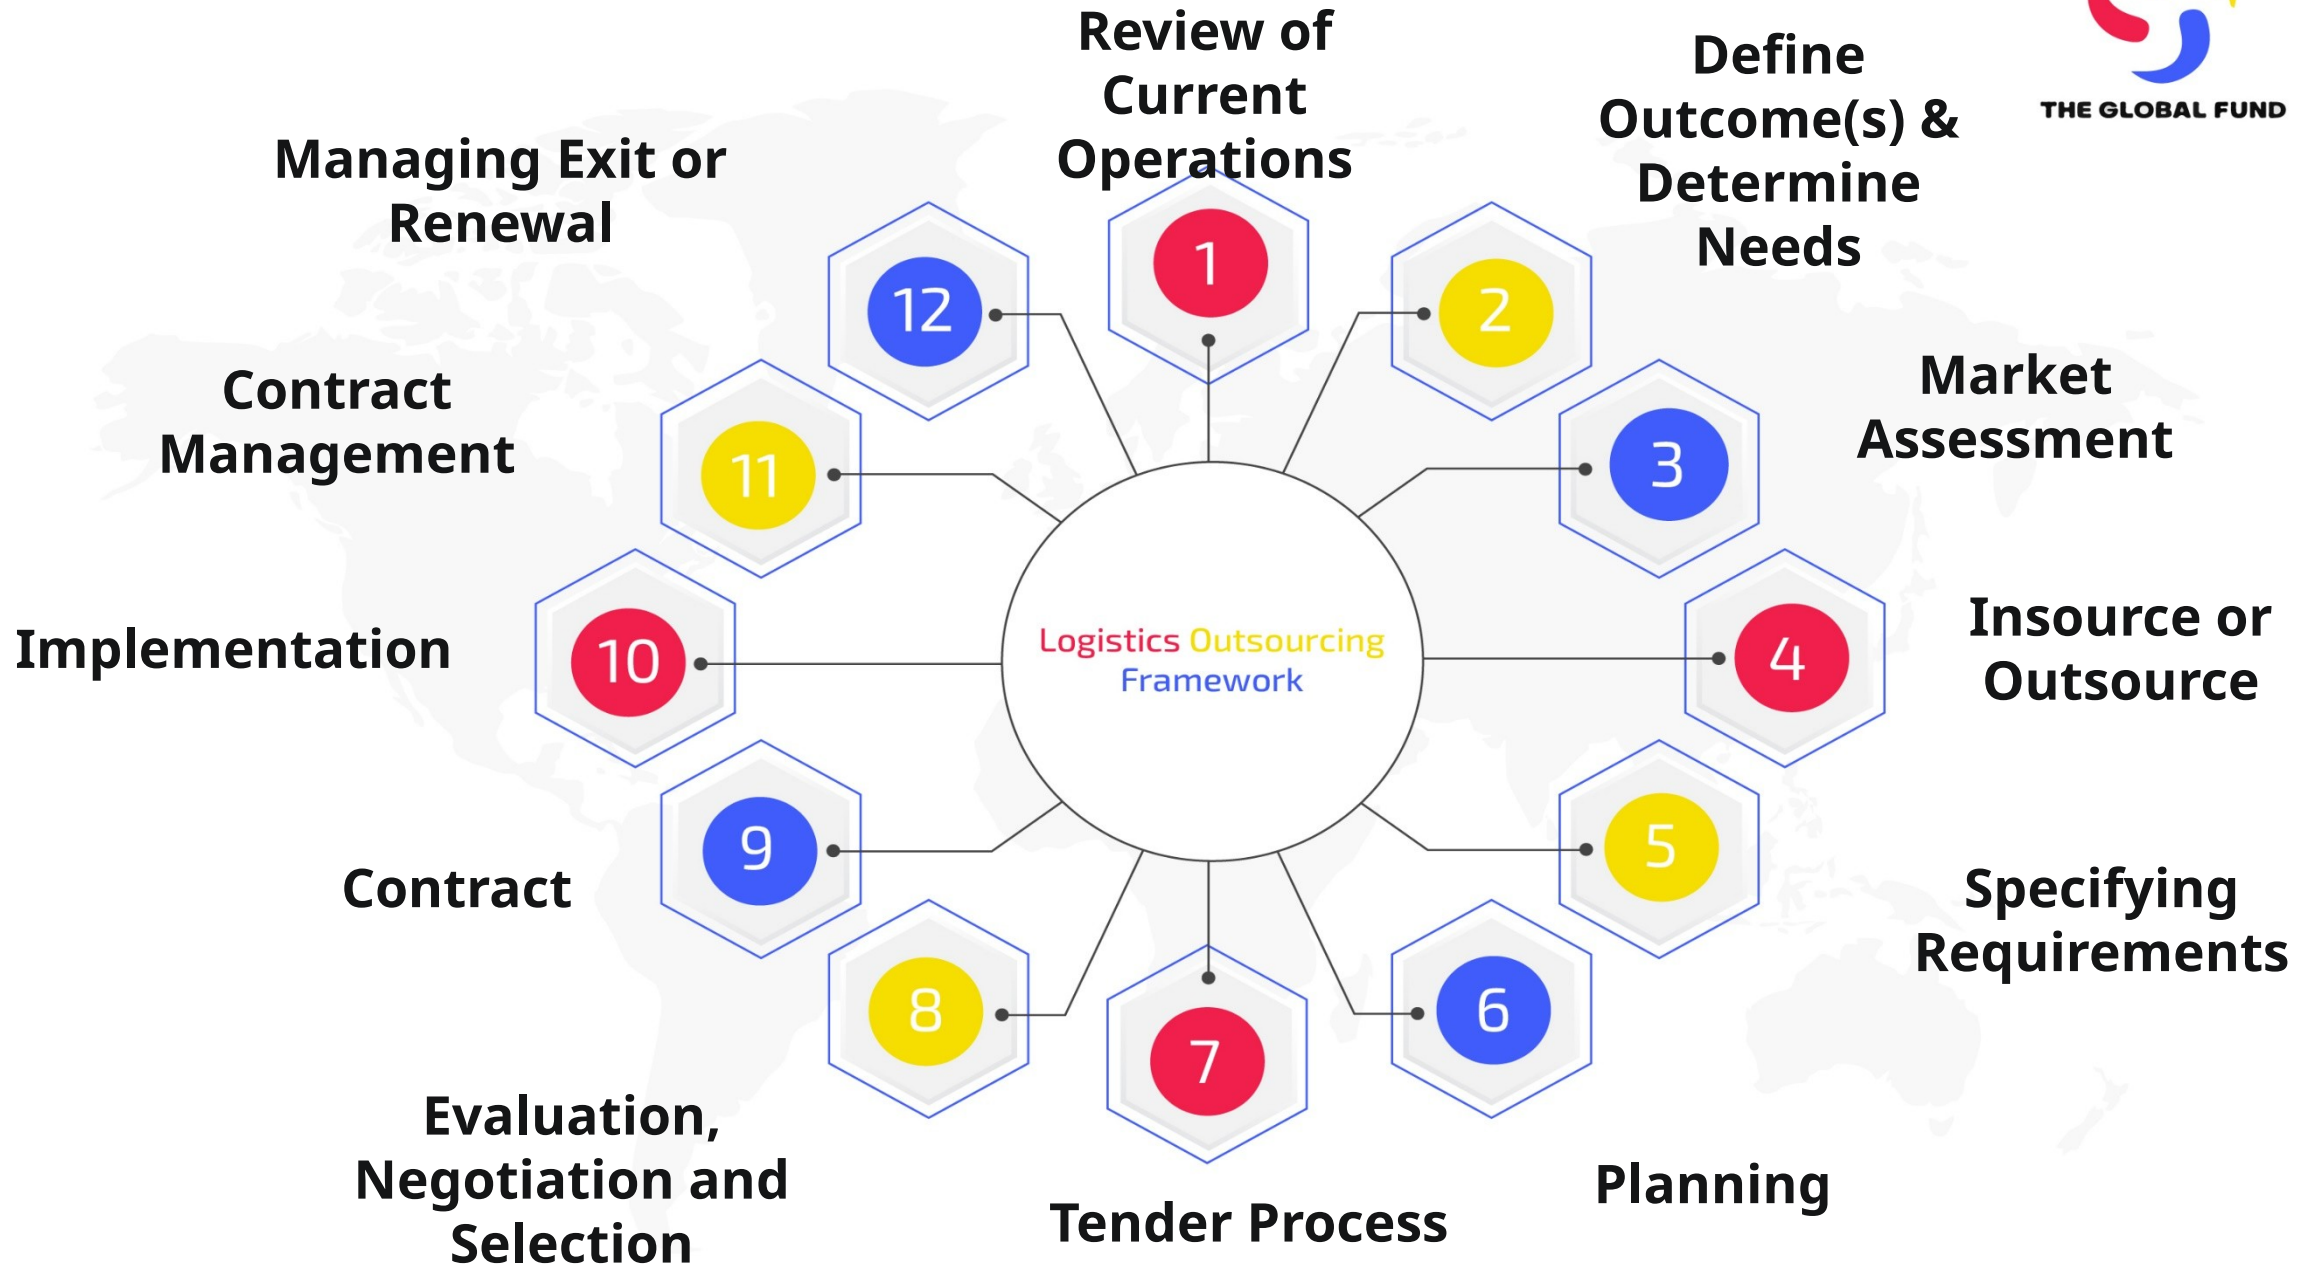 THE GLOBAL FUND
Logistics Outsourcing
Framework
1
Review of
Current
Operations
2
Define
Outcome(s) &
Determine
Needs
3
Market
Assessment
4
Insource or
Outsource
5
Specifying
Requirements
6
Planning
7
Tender Process
8
Evaluation,
Negotiation and
Selection
9
Contract
10
Implementation
11
Contract
Management
12
Managing Exit or
Renewal